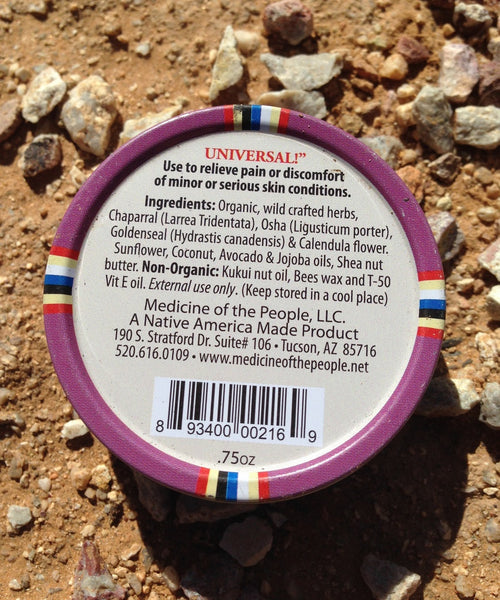 UNIVERSAL!”
Use to relieve pain or discomfort
of minor or serious skin conditions.
Ingredients: Organic, wild crafted herbs,
Chaparral (Larrea Tridentata), Osha (Ligusticum porter),
Goldenseal (Hydrastis canadensis) & Calendula flower.
Sunflower, Coconut, Avocado & Jojoba oils, Shea nut
butter. Non-Organic: Kukui nut oil, Bees wax and T-50
Vit E oil. External use only. (Keep stored in a cool place)
Medicine of the People, LLC.
A Native America Made Product
190 S. Stratford Dr. Suite# 106 • Tucson, AZ 85716
520.616.0109 • www.medicineofthepeople.net
8 93400 00216 9
.75oz